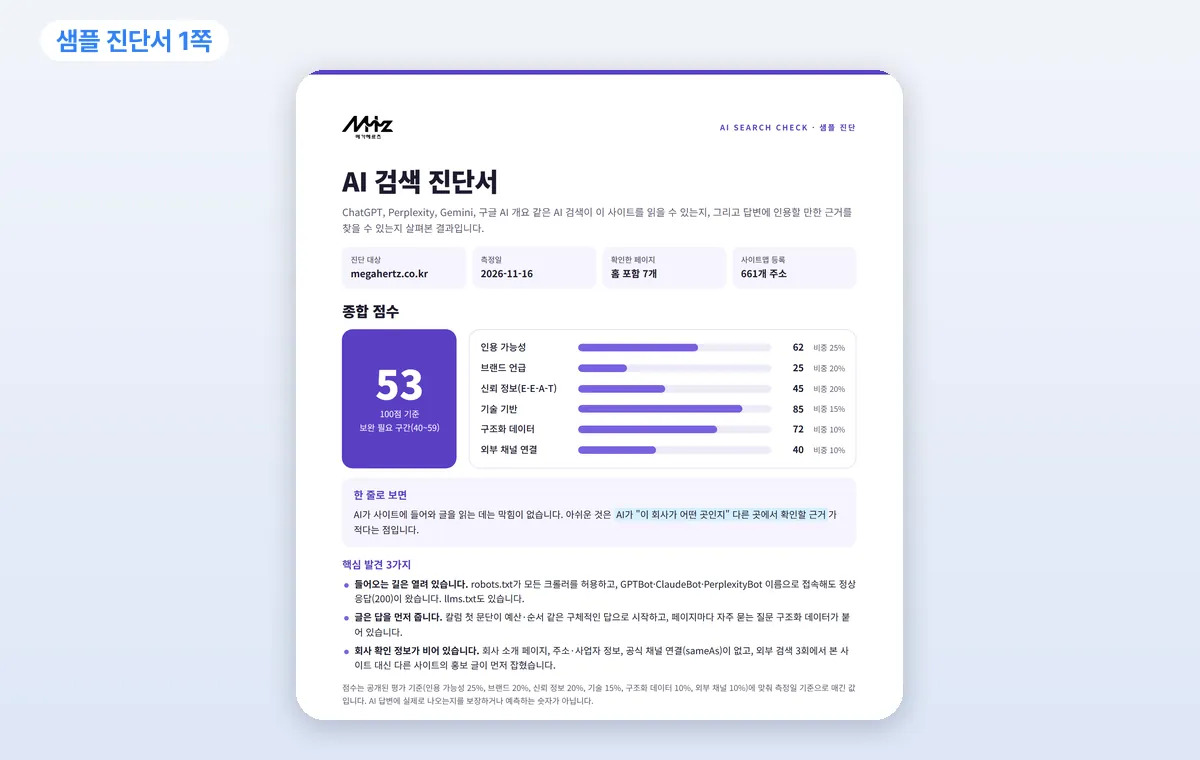 샘플 진단서 1쪽
메가헤르츠
AI SEARCH CHECK · 샘플 진단
AI 검색 진단서
ChatGPT, Perplexity, Gemini, 구글 AI 개요 같은 AI 검색이 이 사이트를 읽을 수 있는지, 그리고 답변에 인용할 만한 근거를
찾을 수 있는지 살펴본 결과입니다.
진단 대상
megahertz.co.kr
측정일
2026-11-16
확인한 페이지
홈 포함 7개
사이트맵 등록
661개 주소
종합 점수
53
100점 기준
보완 필요 구간(40~59)
인용 가능성 62 비중 25%
브랜드 언급 25 비중 20%
신뢰 정보(E-E-A-T) 45 비중 20%
기술 기반 85 비중 15%
구조화 데이터 72 비중 10%
외부 채널 연결 40 비중 10%
한 줄로 보면
AI가 사이트에 들어와 글을 읽는 데는 막힘이 없습니다. 아쉬운 것은 AI가 "이 회사가 어떤 곳인지" 다른 곳에서 확인할 근거가
적다는 점입니다.
핵심 발견 3가지
들어오는 길은 열려 있습니다. robots.txt가 모든 크롤러를 허용하고, GPTBot·ClaudeBot·PerplexityBot 이름으로 접속해도 정상
응답(200)이 왔습니다. llms.txt도 있습니다.
글은 답을 먼저 줍니다. 칼럼 첫 문단이 예산·순서 같은 구체적인 답으로 시작하고, 페이지마다 자주 묻는 질문 구조화 데이터가 붙
어 있습니다.
회사 확인 정보가 비어 있습니다. 회사 소개 페이지, 주소·사업자 정보, 공식 채널 연결(sameAs)이 없고, 외부 검색 3회에서 본 사
이트 대신 다른 사이트의 홍보 글이 먼저 잡혔습니다.
점수는 공개된 평가 기준(인용 가능성 25%, 브랜드 20%, 신뢰 정보 20%, 기술 15%, 구조화 데이터 10%, 외부 채널 10%)에 맞춰 측정일 기준으로 매긴 값
입니다. AI 답변에 실제로 나오는지를 보장하거나 예측하는 숫자가 아닙니다.